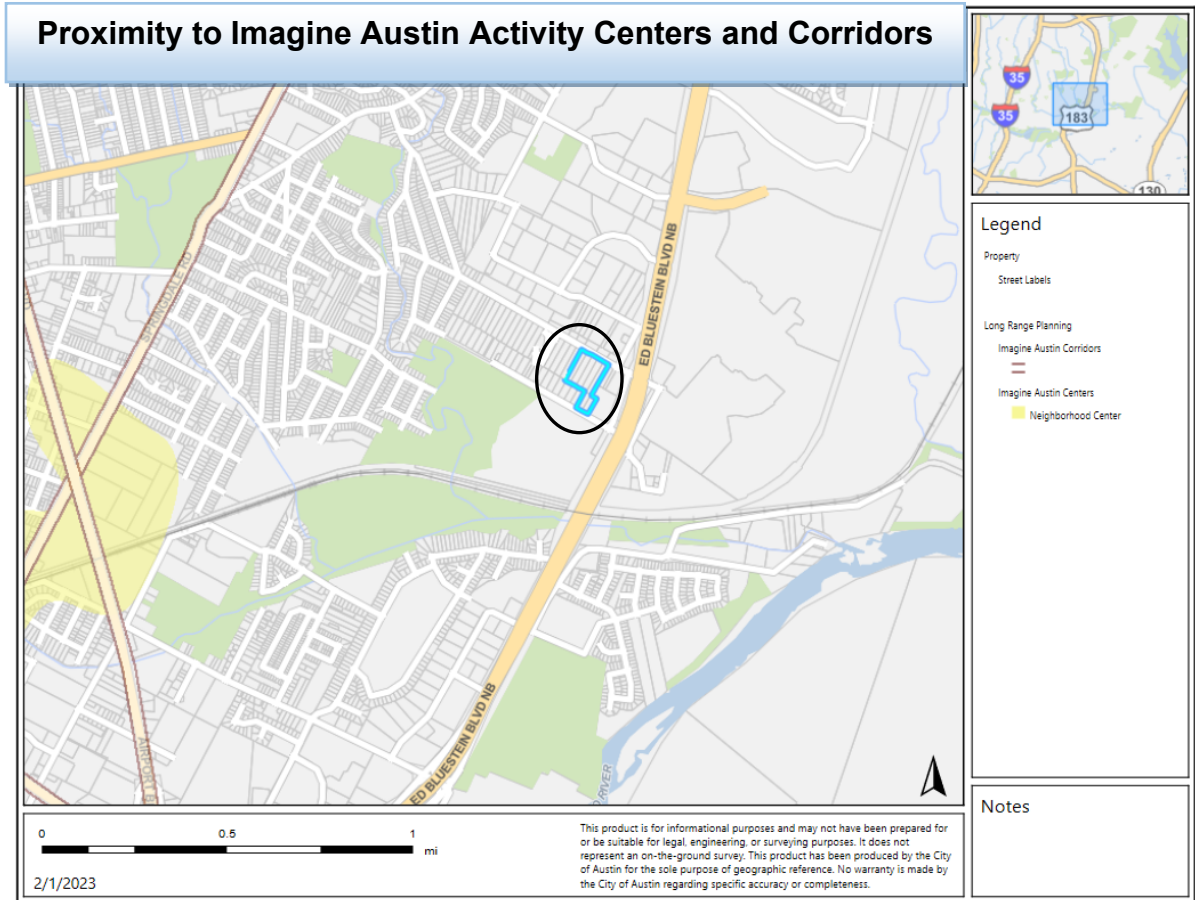 Proximity to Imagine Austin Activity Centers and Corridors
35
35
183
130
SPRINGDALE RD
ED BLUESTEIN BLVD NB
ED BLUESTEIN BLVD NB
AIRPORT
RIVER
Legend
Property
Street Labels
Long Range Planning
Imagine Austin Corridors
Imagine Austin Centers
Neighborhood Center
Notes
0 0.5 1
mi
2/1/2023
This product is for informational purposes and may not have been prepared for
or be suitable for legal, engineering, or surveying purposes. It does not
represent an on-the-ground survey. This product has been produced by the City
of Austin for the sole purpose of geographic reference. No warranty is made by
the City of Austin regarding specific accuracy or completeness.